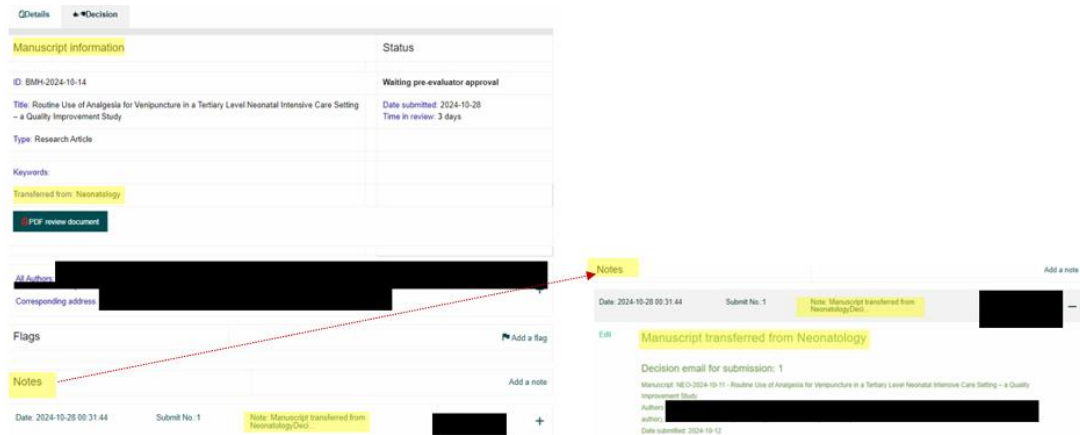 Details
Decision
Manuscript information
Status
ID: BMH-2024-10-14
Waiting pre-evaluator approval
Title: Routine Use of Analgesia for Venipuncture in a Tertiary Level Neonatal Intensive Care Setting
– a Quality Improvement Study
Date submitted: 2024-10-28
Time in review: 3 days
Type: Research Article
Keywords:
Transferred from: Neonatology
PDF review document
All Authors:
Corresponding address:
+
Flags
Add a flag
Notes
Add a note
Date: 2024-10-28 00:31:44
Submit No.:1
Note: Manuscript transferred from
NeonatologyDeci...
+
Notes
Add a note
Date: 2024-10-28 00:31:44
Submit No.:1
Note: Manuscript transferred from
NeonatologyDeci...
–
Edit
Manuscript transferred from Neonatology
Decision email for submission: 1
Manuscript: NEO-2024-10-11 - Routine Use of Analgesia for Venipuncture in a Tertiary Level Neonatal Intensive Care Setting – a Quality
Improvement Study
Author
author)
Date submitted: 2024-10-12